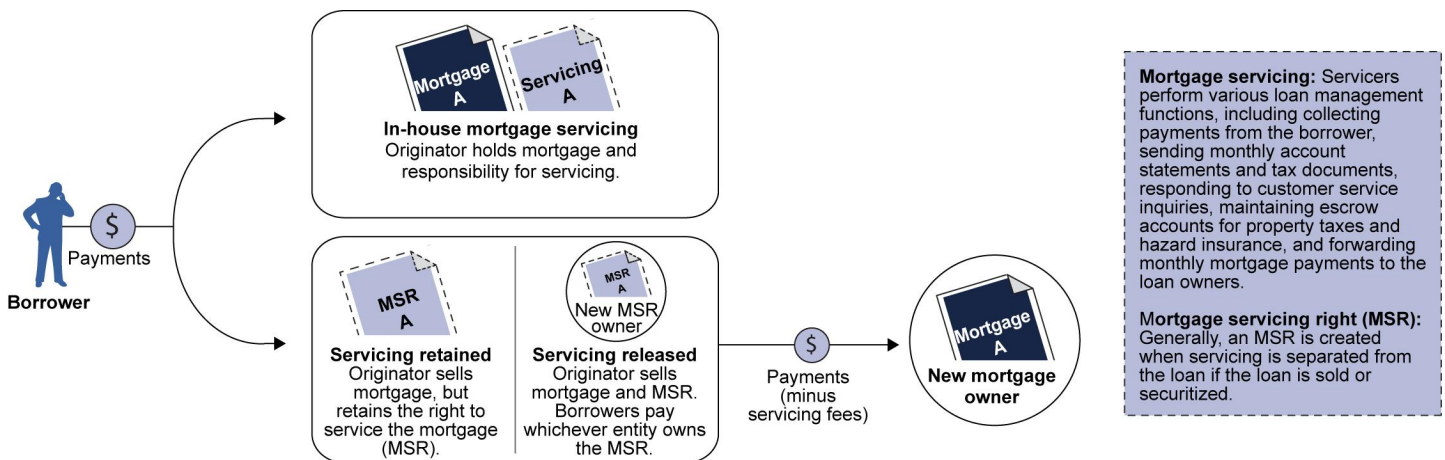 Mortgage
A
Servicing
A
In-house mortgage servicing
Originator holds mortgage and
responsibility for servicing.
$
Payments
Borrower
MSR
A
Servicing retained
Originator sells
mortgage, but
retains the right to
service the mortgage
(MSR).
MSR
A
New MSR
owner
Servicing released
Originator sells
mortgage and MSR.
Borrowers pay
whichever entity owns
the MSR.
$
Payments
(minus
servicing fees)
Mortgage
A
New mortgage
owner
Mortgage servicing: Servicers
perform various loan management
functions, including collecting
payments from the borrower,
sending monthly account
statements and tax documents,
responding to customer service
inquiries, maintaining escrow
accounts for property taxes and
hazard insurance, and forwarding
monthly mortgage payments to the
loan owners.
Mortgage servicing right (MSR):
Generally, an MSR is created
when servicing is separated from
the loan if the loan is sold or
securitized.